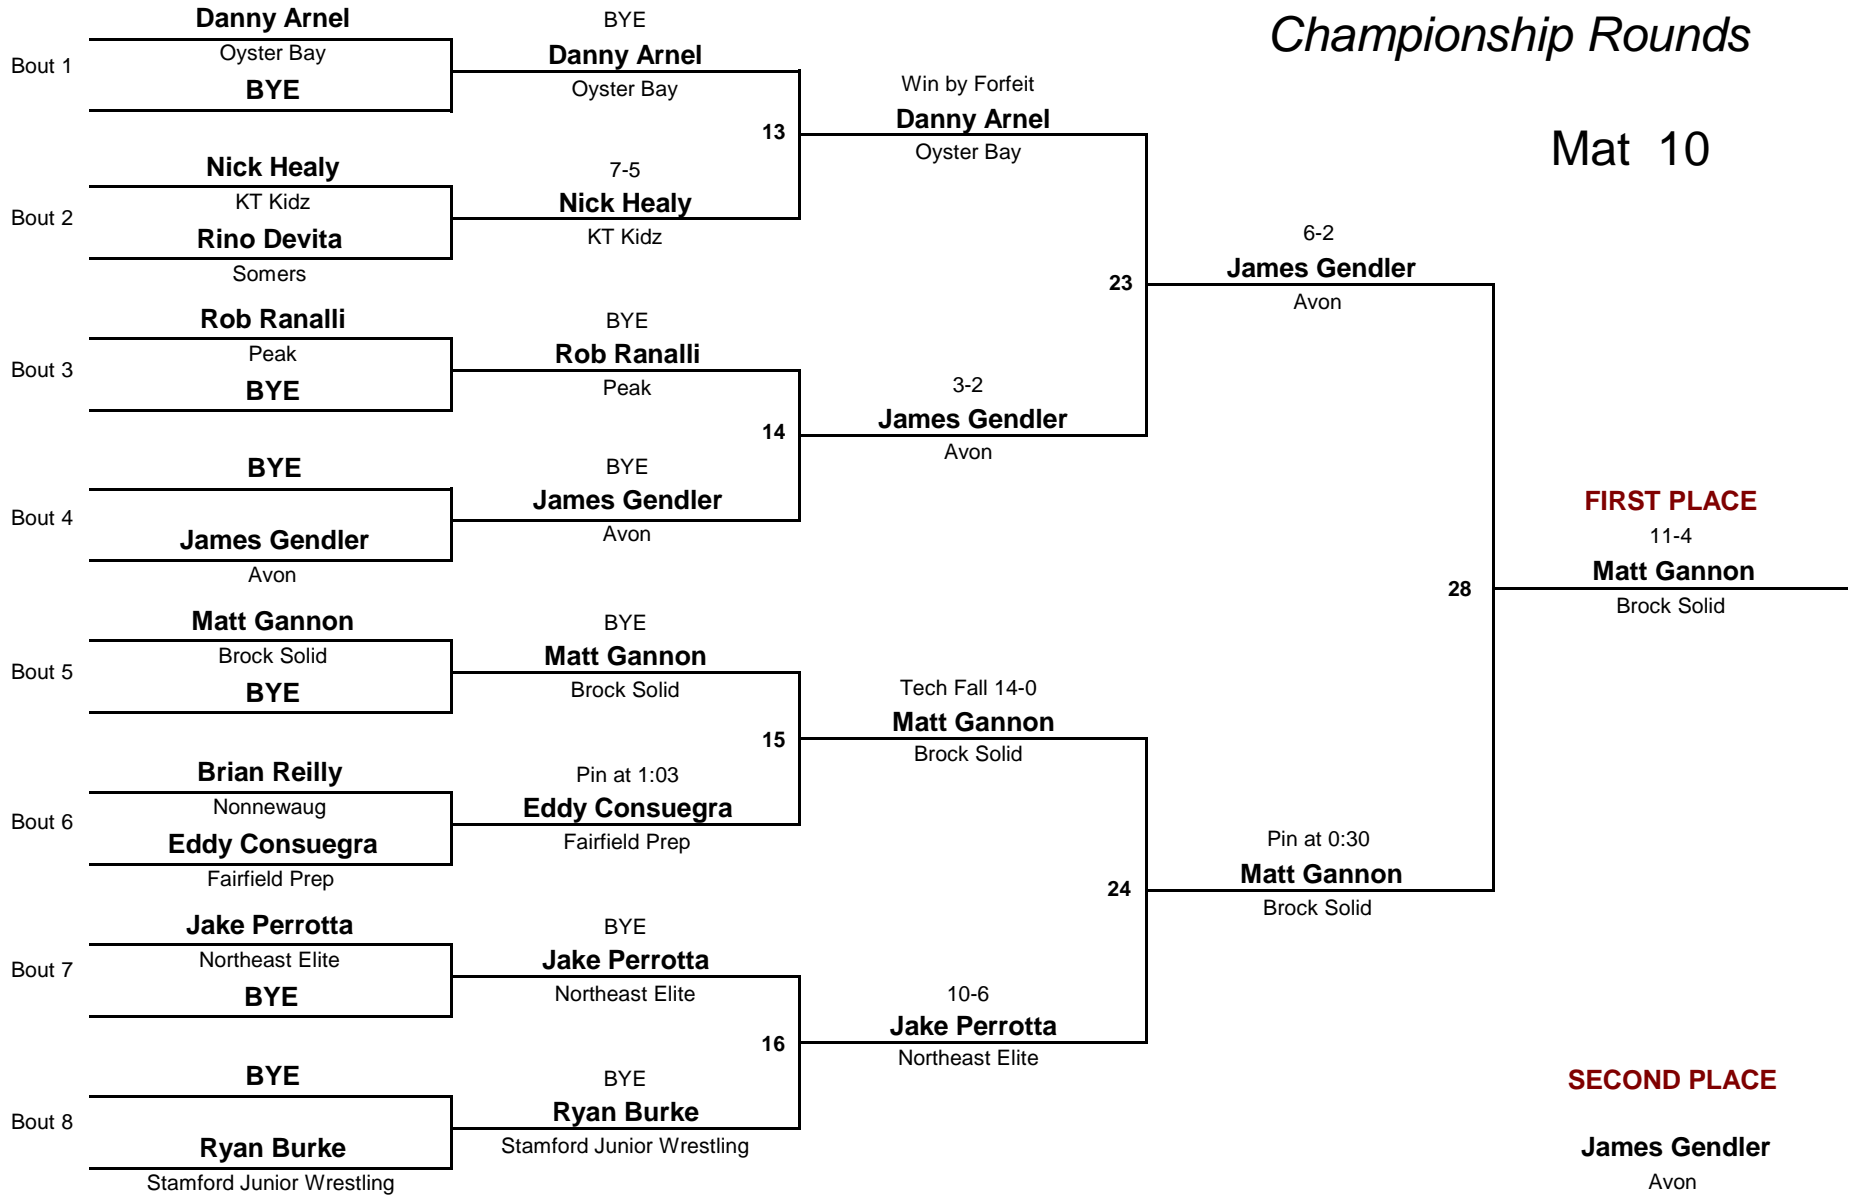 Championship Rounds
Mat 10
Bout 1
Danny Arnel
Oyster Bay
BYE
Bout 2
Nick Healy
KT Kidz
Rino Devita
Somers
Bout 3
Rob Ranalli
Peak
BYE
Bout 4
BYE
James Gendler
Avon
Bout 5
Matt Gannon
Brock Solid
BYE
Bout 6
Brian Reilly
Nonnewaug
Eddy Consuegra
Fairfield Prep
Bout 7
Jake Perrotta
Northeast Elite
BYE
Bout 8
BYE
Ryan Burke
Stamford Junior Wrestling
BYE
Danny Arnel
Oyster Bay
13
7-5
Nick Healy
KT Kidz
BYE
Rob Ranalli
Peak
14
BYE
James Gendler
Avon
BYE
Matt Gannon
Brock Solid
15
Pin at 1:03
Eddy Consuegra
Fairfield Prep
BYE
Jake Perrotta
Northeast Elite
16
BYE
Ryan Burke
Stamford Junior Wrestling
Win by Forfeit
Danny Arnel
Oyster Bay
23
3-2
James Gendler
Avon
Tech Fall 14-0
Matt Gannon
Brock Solid
24
10-6
Jake Perrotta
Northeast Elite
6-2
James Gendler
Avon
28
Pin at 0:30
Matt Gannon
Brock Solid
FIRST PLACE
11-4
Matt Gannon
Brock Solid
SECOND PLACE
James Gendler
Avon